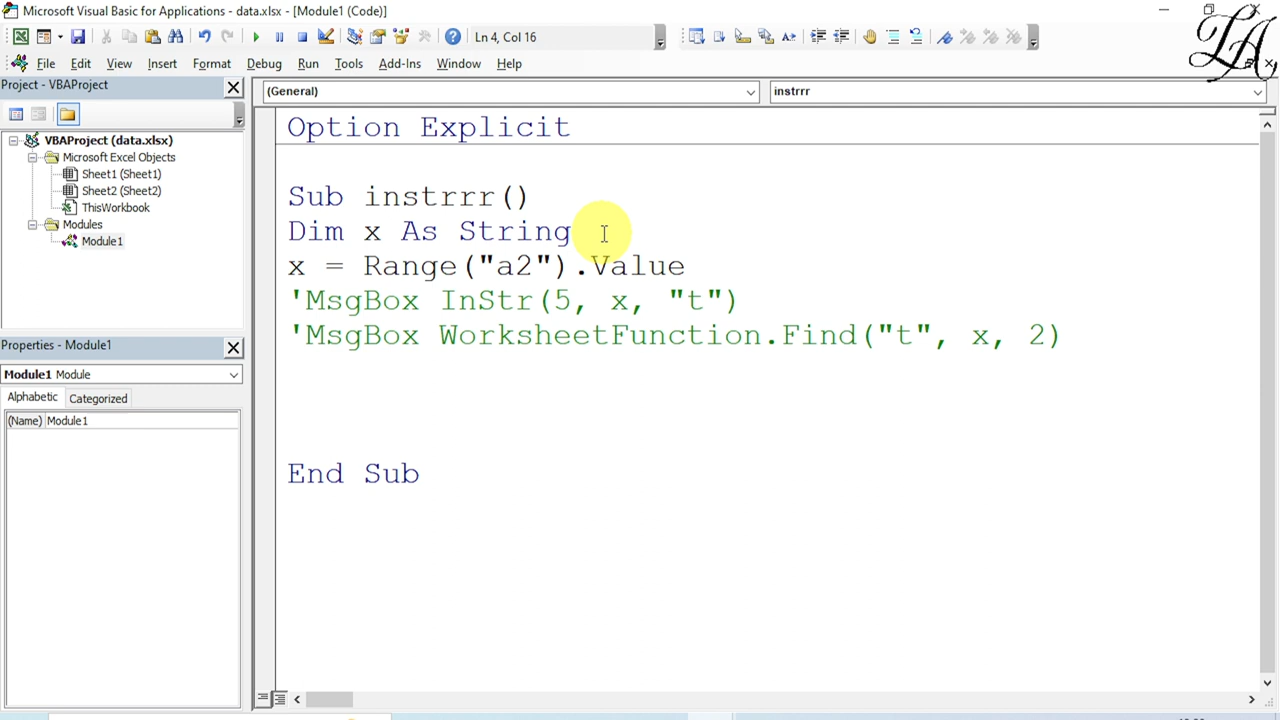 Microsoft Visual Basic for Applications - data.xlsx - [Module1 (Code)]
Ln 4, Col 16
File Edit View Insert Format Debug Run Tools Add-Ins Window Help
LA
Project - VBAProject
(General)
instrrr
VBAProject (data.xlsx)
Microsoft Excel Objects
Sheet1 (Sheet1)
Sheet2 (Sheet2)
ThisWorkbook
Modules
Module1
Properties - Module1
Module1 Module
Alphabetic Categorized
(Name) Module1
Option Explicit
Sub instrrr()
Dim x As String
x = Range("a2").Value
'MsgBox InStr(5, x, "t")
'MsgBox WorksheetFunction.Find("t", x, 2)
End Sub